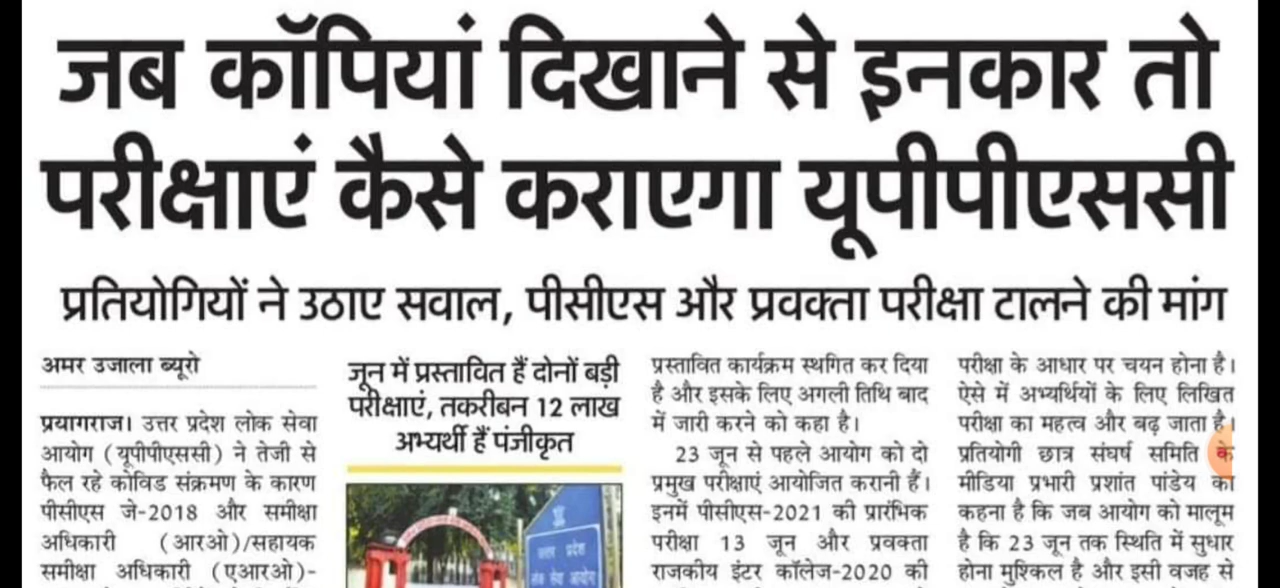 जब कॉपियां दिखाने से इनकार तो
परीक्षाएं कैसे कराएगा यूपीपीएससी
प्रतियोगियों ने उठाए सवाल, पीसीएस और प्रवक्ता परीक्षा टालने की मांग
अमर उजाला ब्यूरो
प्रयागराज। उत्तर प्रदेश लोक सेवा
आयोग (यूपीपीएससी) ने तेजी से
फैल रहे कोविड संक्रमण के कारण
पीसीएस जे-2018 और समीक्षा
अधिकारी (आरओ)/सहायक
समीक्षा अधिकारी (एआरओ)-
जून में प्रस्तावित हैं दोनों बड़ी
परीक्षाएं, तकरीबन 12 लाख
अभ्यर्थी हैं पंजीकृत
उत्तर प्रदेश
लोक सेवा आयोग
प्रस्तावित कार्यक्रम स्थगित कर दिया
है और इसके लिए अगली तिथि बाद
में जारी करने को कहा है।
23 जून से पहले आयोग को दो
प्रमुख परीक्षाएं आयोजित करानी हैं।
इनमें पीसीएस-2021 की प्रारंभिक
परीक्षा 13 जून और प्रवक्ता
राजकीय इंटर कॉलेज-2020 की
परीक्षा के आधार पर चयन होना है।
ऐसे में अभ्यर्थियों के लिए लिखित
परीक्षा का महत्व और बढ़ जाता है।
प्रतियोगी छात्र संघर्ष समिति के
मीडिया प्रभारी प्रशांत पांडेय का
कहना है कि जब आयोग को मालूम
है कि 23 जून तक स्थिति में सुधार
होना मुश्किल है और इसी वजह से